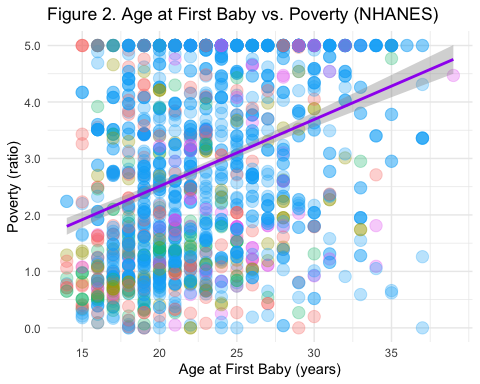 Figure 2. Age at First Baby vs. Poverty (NHANES)
5.0
4.0
3.0
2.0
1.0
0.0
Poverty (ratio)
15 20 25 30 35
Age at First Baby (years)